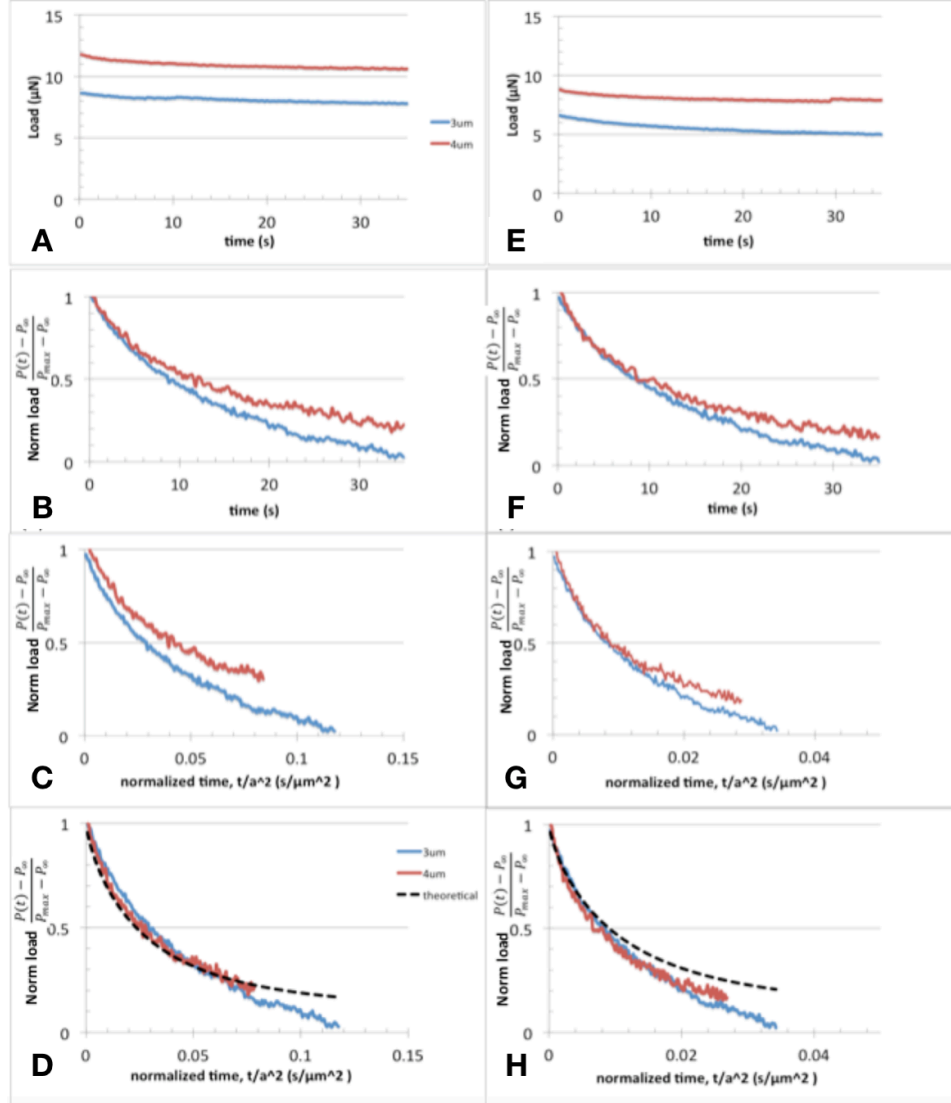 15
10
5
0
Load (μN)
0 10 20 30
time (s)
3um
4um
A
15
10
5
0
Load (μN)
0 10 20 30
time (s)
E
1
0.5
0
Norm load P(t) − P∞
Pmax − P∞
0 10 20 30
time (s)
B
1
0.5
0
Norm load P(t) − P∞
Pmax − P∞
0 10 20 30
time (s)
F
1
0.5
0
Norm load P(t) − P∞
Pmax − P∞
0 0.05 0.1 0.15
normalized time, t/a^2 (s/μm^2 )
C
1
0.5
0
Norm load P(t) − P∞
Pmax − P∞
0 0.02 0.04
normalized time, t/a^2 (s/μm^2 )
G
1
0.5
0
Norm load P(t) − P∞
Pmax − P∞
3um
4um
theoretical
0 0.05 0.1 0.15
normalized time, t/a^2 (s/μm^2 )
D
1
0.5
0
Norm load P(t) − P∞
Pmax − P∞
0 0.02 0.04
normalized time, t/a^2 (s/μm^2 )
H